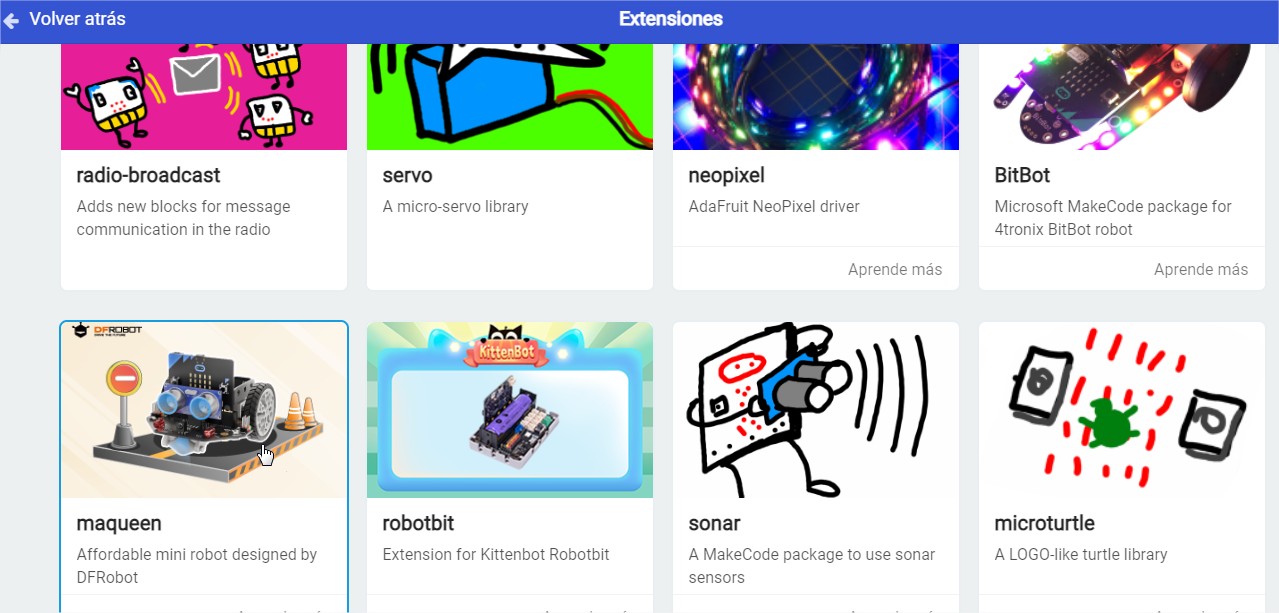 Volver atrás
Extensiones
radio-broadcast
Adds new blocks for message
communication in the radio
servo
A micro-servo library
neopixel
AdaFruit NeoPixel driver
Aprende más
BitBot
Microsoft MakeCode package for
4tronix BitBot robot
Aprende más
DFROBOT
DRIVE THE FUTURE
maqueen
Affordable mini robot designed by
DFRobot
KittenBot
robotbit
Extension for Kittenbot Robotbit
sonar
A MakeCode package to use sonar
sensors
microturtle
A LOGO-like turtle library